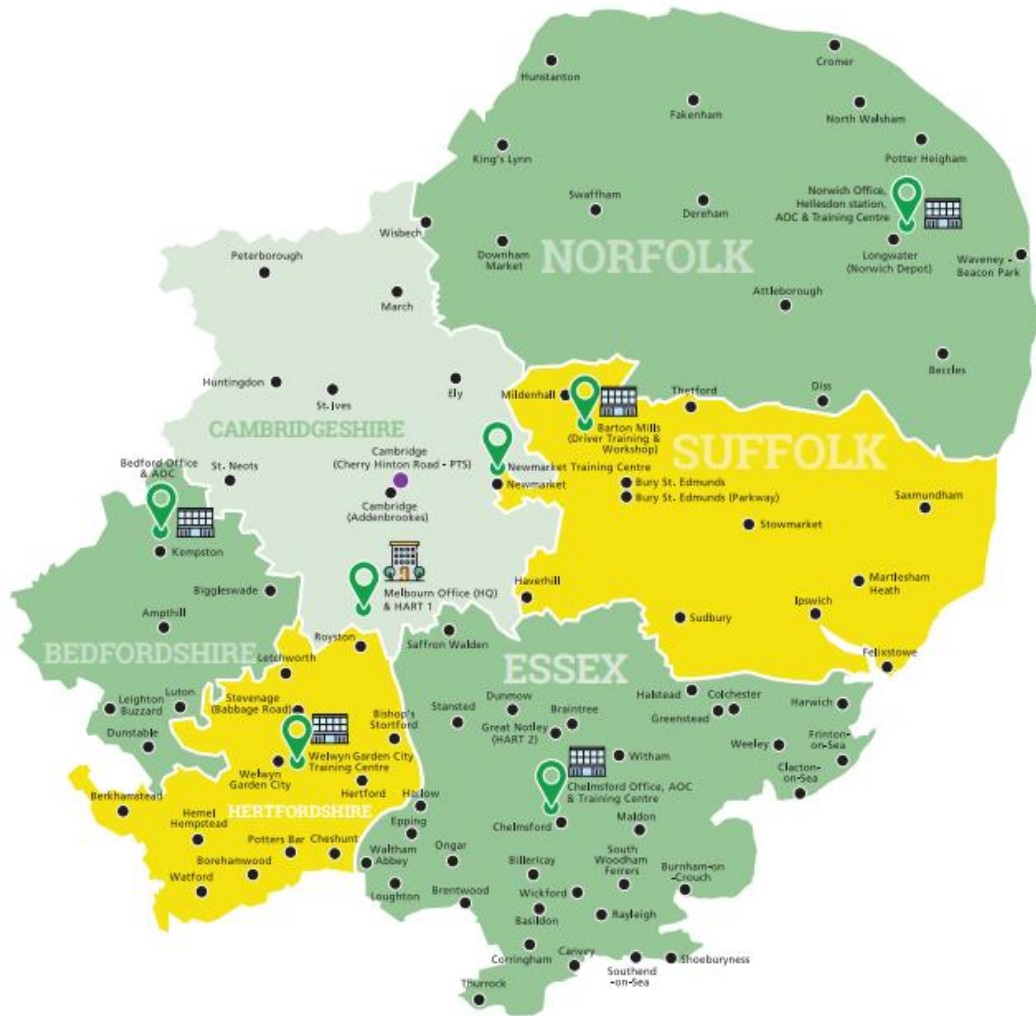 Cromer
Hunstanton
Fakenham
North Walsham
King's Lynn
Potter Heigham
Swaffham
Dereham
Norwich Office,
Hellesdon station,
AOC & Training Centre
Wisbech
Downham
Market
NORFOLK
Longwater
(Norwich Depot)
Waveney -
Beacon Park
Peterborough
March
Attleborough
Beccles
Huntingdon
St. Ives
Ely
Mildenhall
Thetford
Diss
CAMBRIDGESHIRE
Barton Mills
(Driver Training &
Workshop)
SUFFOLK
Bedford Office
& AOC
St. Neots
Cambridge
(Cherry Hinton Road - PTS)
Newmarket Training Centre
Newmarket
Bury St. Edmunds
Bury St. Edmunds (Parkway)
Saxmundham
Cambridge
(Addenbrookes)
Stowmarket
Kempston
Biggleswade
Melbourn Office (HQ)
& HART 1
Haverhill
Martlesham
Heath
Ampthill
Sudbury
Ipswich
Royston
Saffron Walden
BEDFORDSHIRE
Letchworth
ESSEX
Felixstowe
Leighton
Buzzard
Luton
Stevenage
(Babbage Road)
Dunstable
Bishop's
Stortford
Stansted
Dunmow
Great Notley
(HART 2)
Braintree
Halstead
Colchester
Greenstead
Harwich
Weeley
Frinton-
on-Sea
Witham
Clacton-
on-Sea
Welwyn
Garden City
Welwyn Garden City
Training Centre
Hertford
Chelmsford Office, AOC
& Training Centre
Berkhamstead
HERTFORDSHIRE
Harlow
Chelmsford
Maldon
Hemel
Hempstead
Epping
Potters Bar
Cheshunt
Waltham
Abbey
Ongar
Billericay
South
Woodham
Ferrers
Burnham-on
-Crouch
Borehamwood
Watford
Loughton
Brentwood
Wickford
Basildon
Rayleigh
Corringham
Canvey
Southend
-on-Sea
Shoeburyness
Thurrock